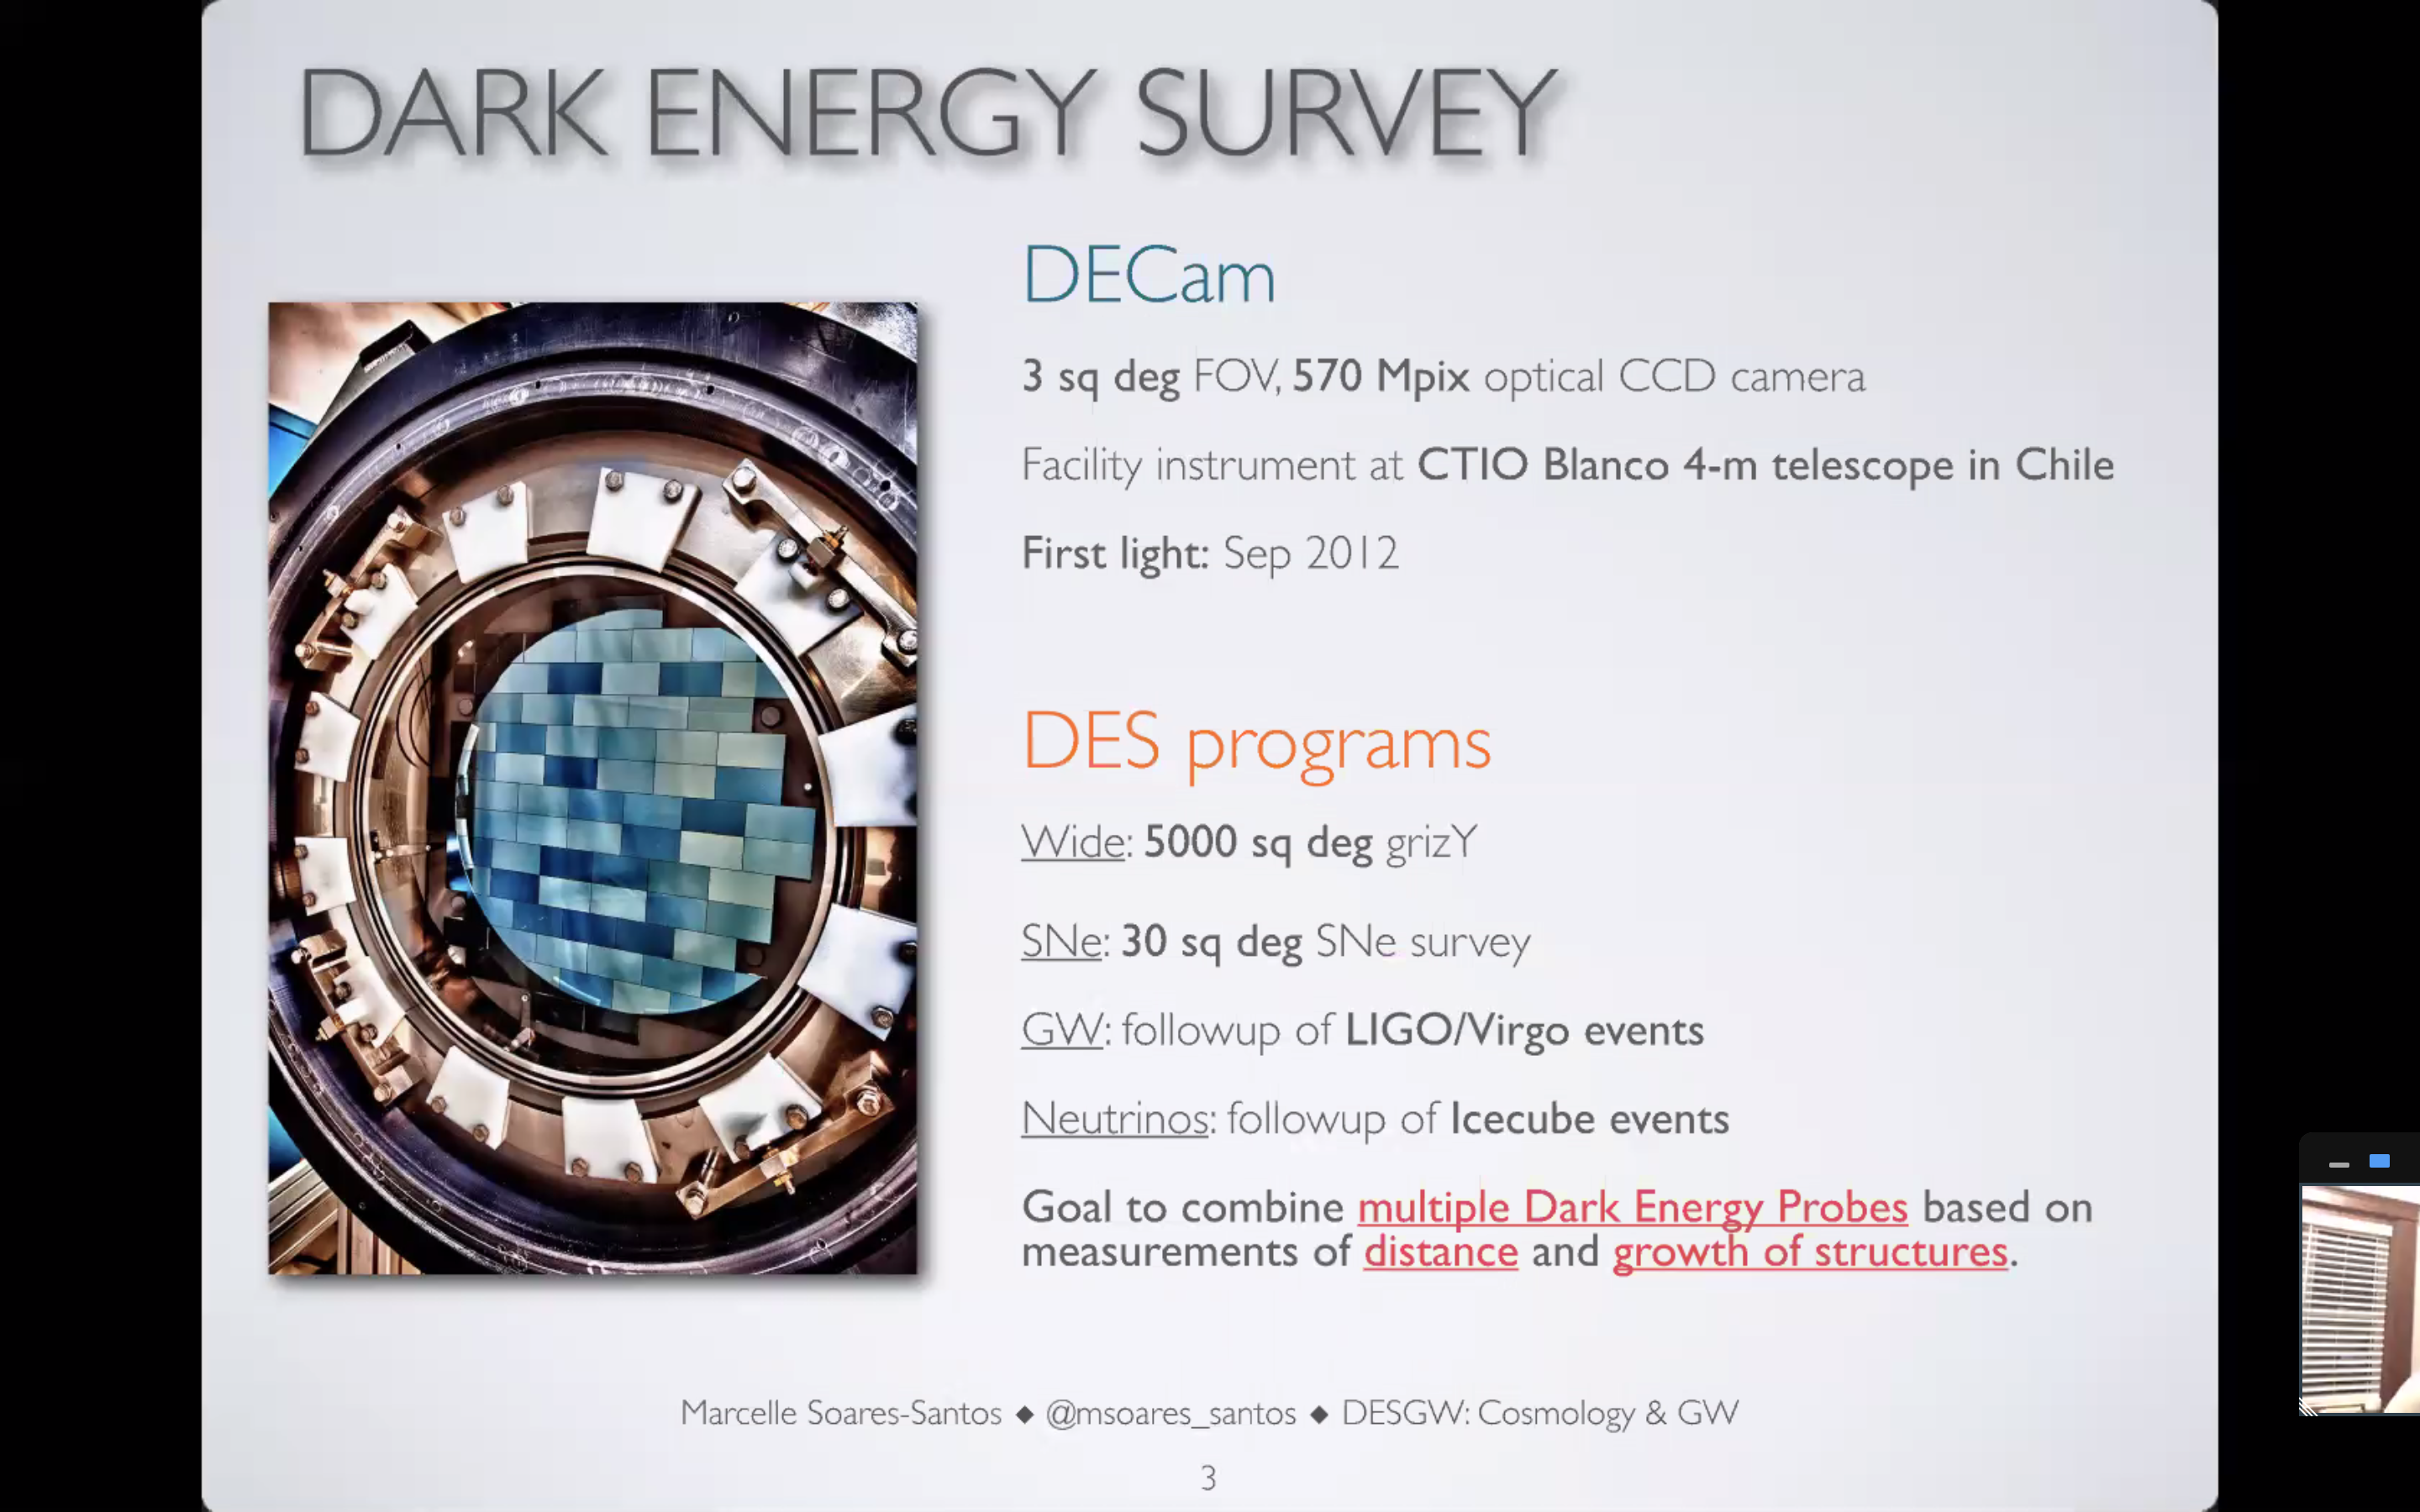 DARK ENERGY SURVEY
DECam
3 sq deg FOV, 570 Mpix optical CCD camera
Facility instrument at CTIO Blanco 4-m telescope in Chile
First light: Sep 2012
DES programs
Wide: 5000 sq deg grizY
SNe: 30 sq deg SNe survey
GW: followup of LIGO/Virgo events
Neutrinos: followup of Icecube events
Goal to combine multiple Dark Energy Probes based on
measurements of distance and growth of structures.
Marcelle Soares-Santos ◆ @msoares_santos ◆ DESGW: Cosmology & GW
3